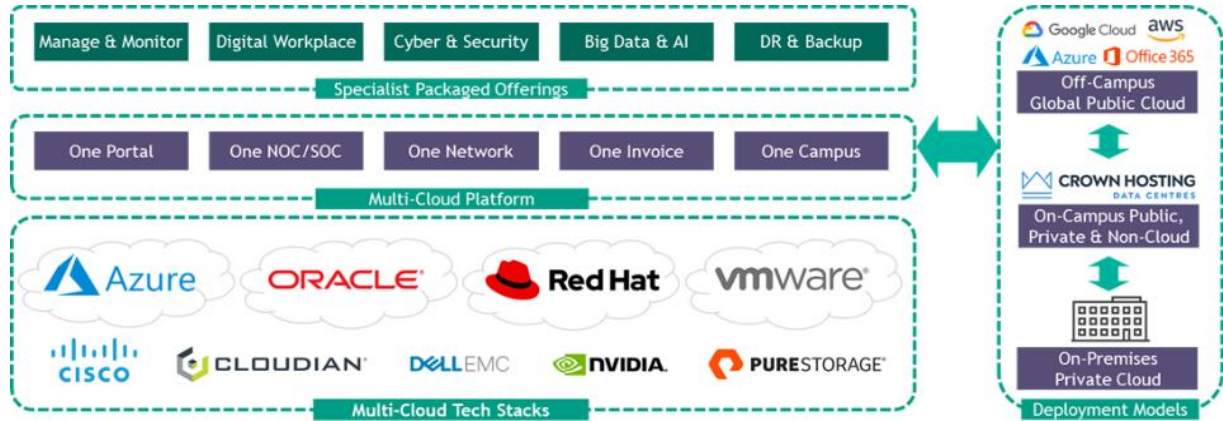 Manage & Monitor
Digital Workplace
Cyber & Security
Big Data & AI
DR & Backup
Specialist Packaged Offerings
One Portal
One NOC/SOC
One Network
One Invoice
One Campus
Multi-Cloud Platform
Azure
ORACLE
Red Hat
vmware
CISCO
CLOUDIAN
DELLEMC
NVIDIA.
PURESTORAGE
Multi-Cloud Tech Stacks
Google Cloud
aws
Azure
Office 365
Off-Campus
Global Public Cloud
CROWN HOSTING
DATA CENTRES
On-Campus Public,
Private & Non-Cloud
On-Premises
Private Cloud
Deployment Models